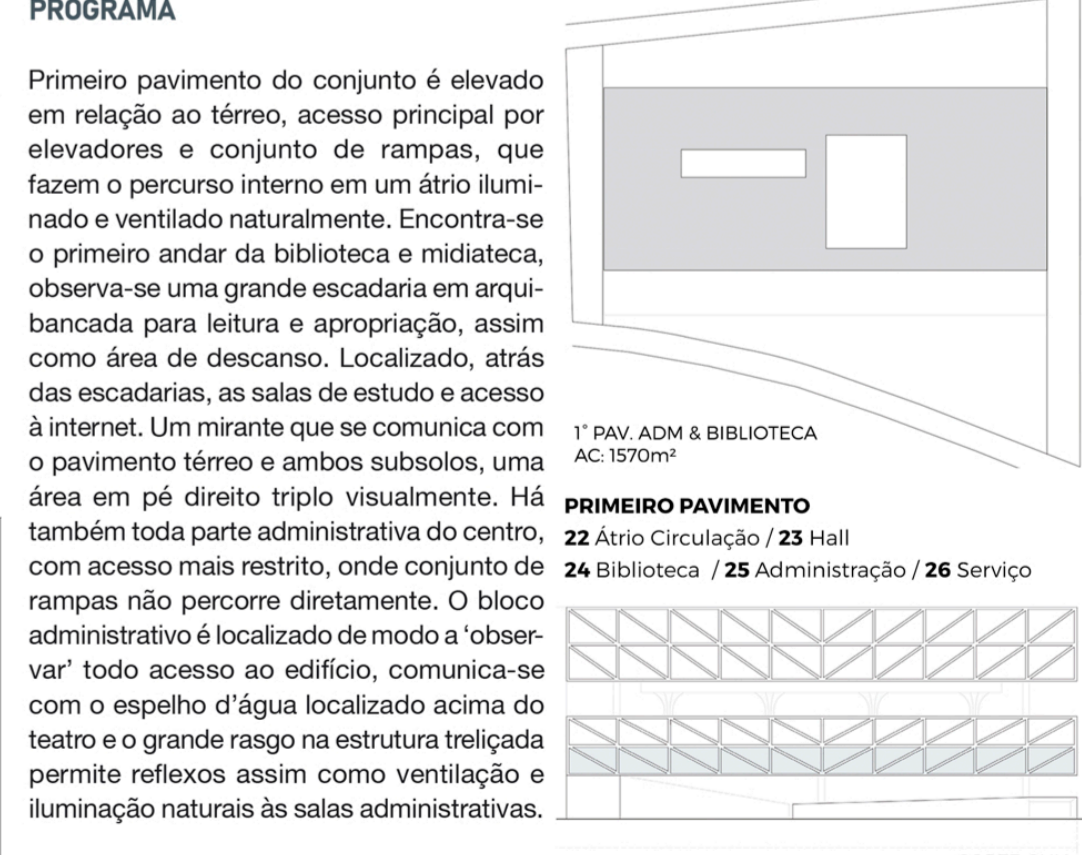 PROGRAMA
Primeiro pavimento do conjunto é elevado
em relação ao térreo, acesso principal por
elevadores e conjunto de rampas, que
fazem o percurso interno em um átrio ilumi-
nado e ventilado naturalmente. Encontra-se
o primeiro andar da biblioteca e midiateca,
observa-se uma grande escadaria em arqui-
bancada para leitura e apropriação, assim
como área de descanso. Localizado, atrás
das escadarias, as salas de estudo e acesso
à internet. Um mirante que se comunica com
o pavimento térreo e ambos subsolos, uma
área em pé direito triplo visualmente. Há
também toda parte administrativa do centro,
com acesso mais restrito, onde conjunto de
rampas não percorre diretamente. O bloco
administrativo é localizado de modo a ‘obser-
var’ todo acesso ao edifício, comunica-se
com o espelho d’água localizado acima do
teatro e o grande rasgo na estrutura treliçada
permite reflexos assim como ventilação e
iluminação naturais às salas administrativas.
1° PAV. ADM & BIBLIOTECA
AC: 1570m²
PRIMEIRO PAVIMENTO
22 Átrio Circulação / 23 Hall
24 Biblioteca / 25 Administração / 26 Serviço